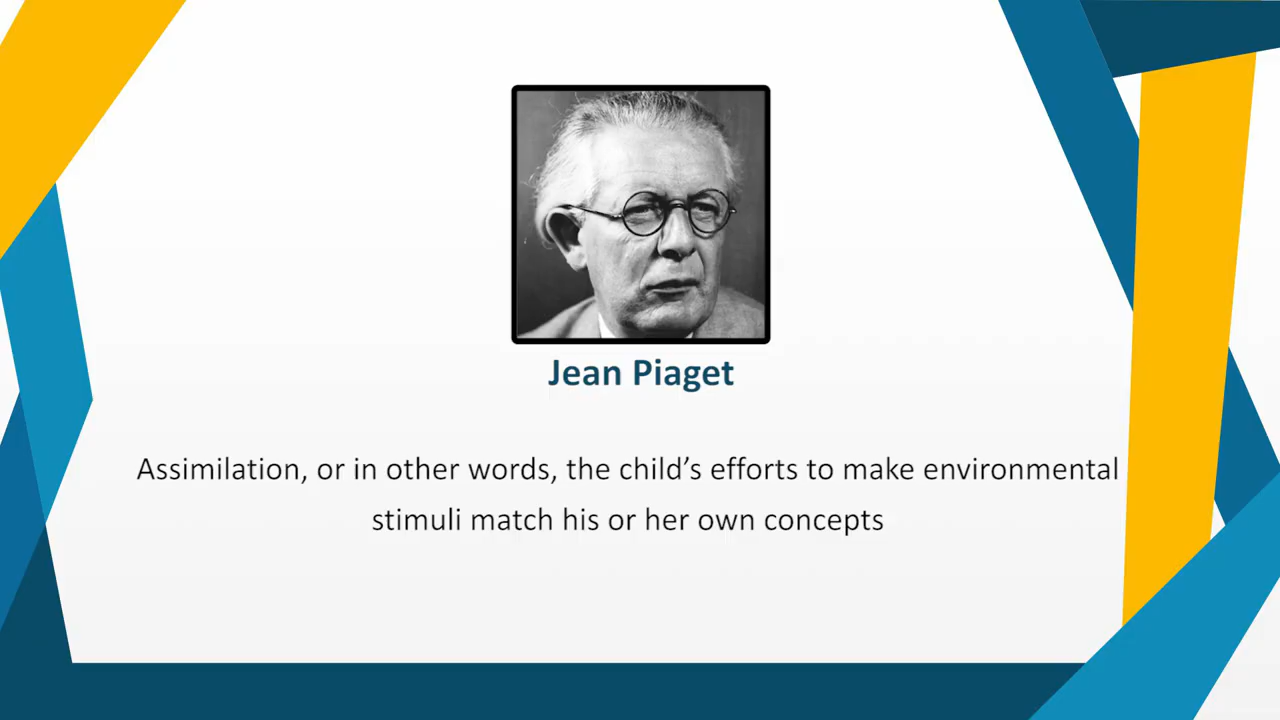 Jean Piaget
Assimilation, or in other words, the child’s efforts to make environmental
stimuli match his or her own concepts